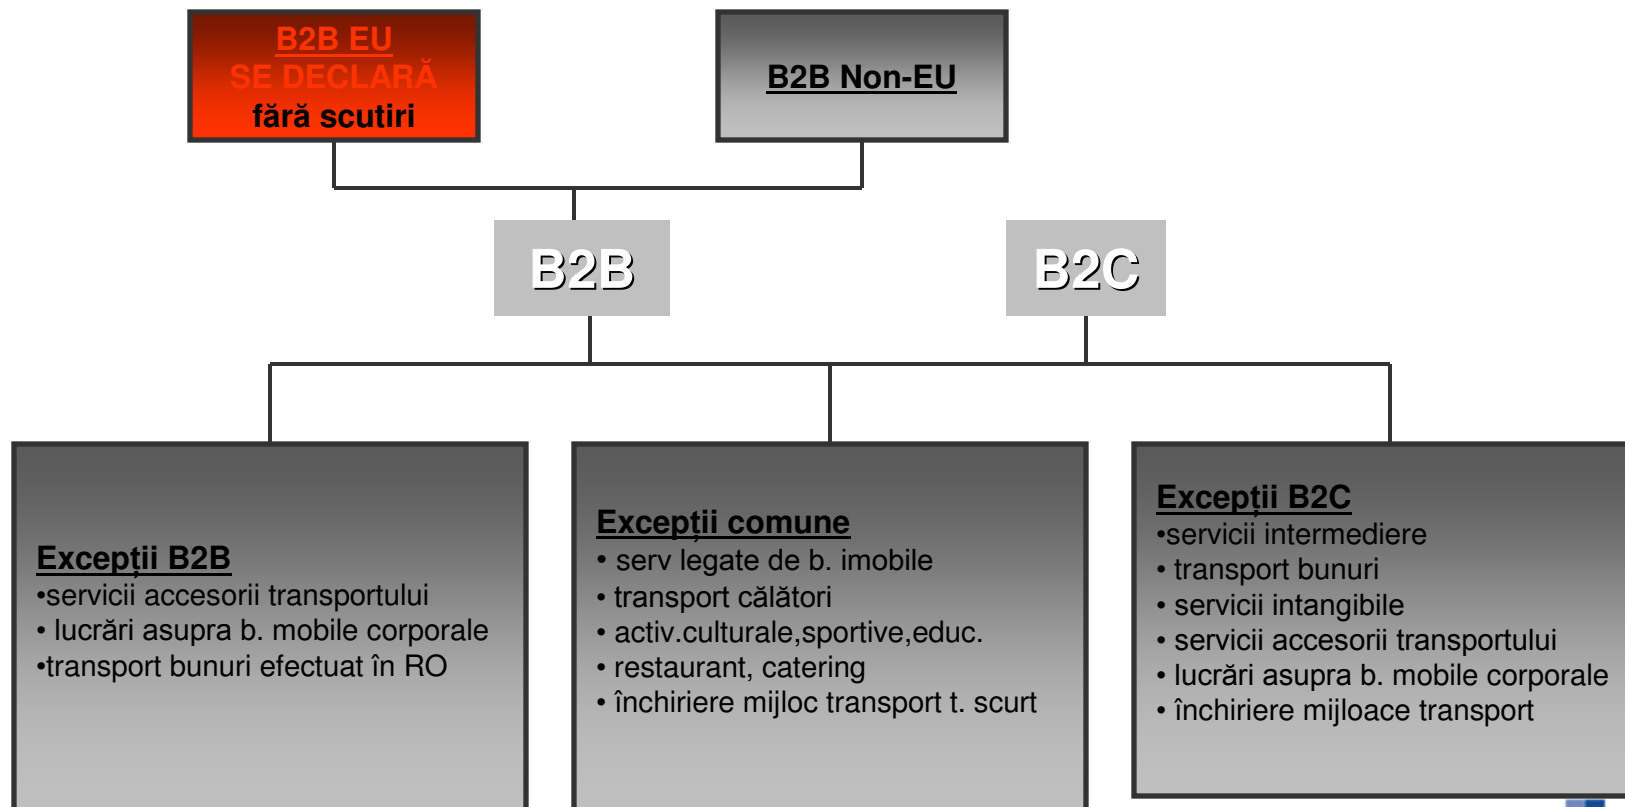 B2B EU
SE DECLARĂ
fără scutiri
B2B Non-EU
B2B
B2C
Excepții B2B
•servicii accesorii transportului
• lucrări asupra b. mobile corporale
•transport bunuri efectuat în RO
Excepții comune
• serv legate de b. imobile
• transport călători
• activ.culturale,sportive,educ.
• restaurant, catering
• închiriere mijloc transport t. scurt
Excepții B2C
•servicii intermediere
• transport bunuri
• servicii intangibile
• servicii accesorii transportului
• lucrări asupra b. mobile corporale
• închiriere mijloace transport